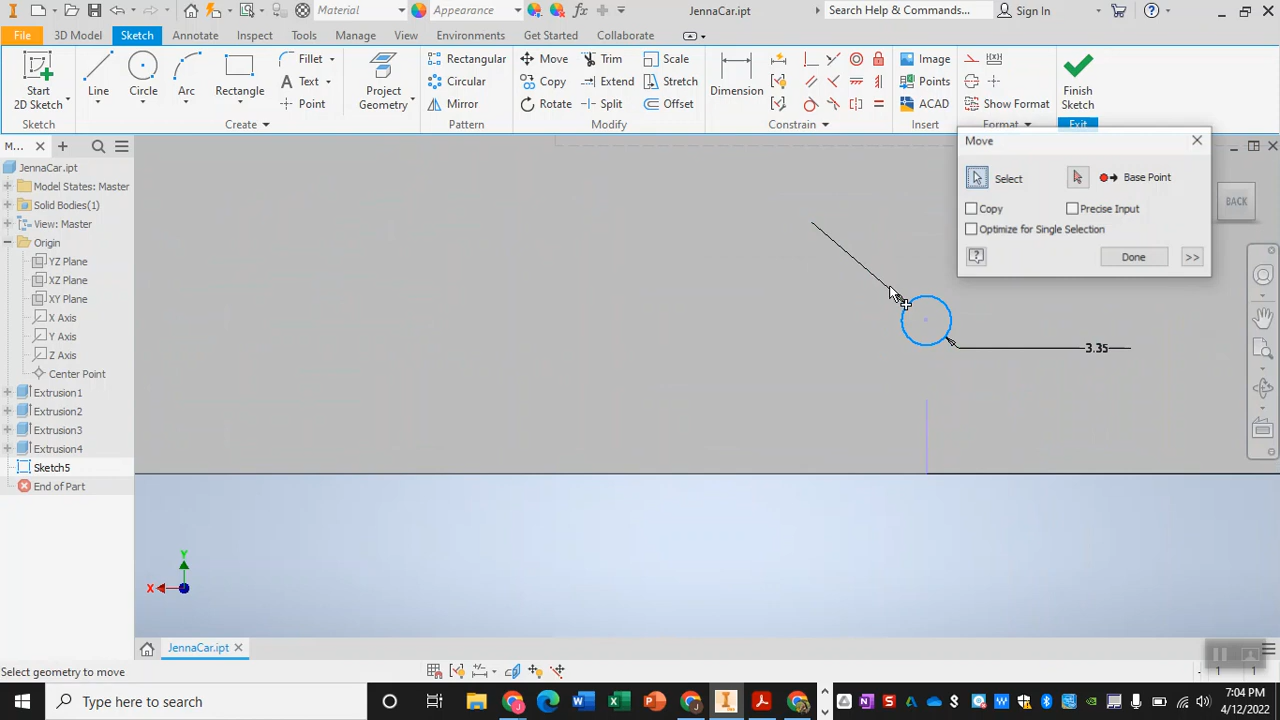 Material
Appearance
JennaCar.ipt
Search Help & Commands...
Sign In
File
3D Model
Sketch
Annotate
Inspect
Tools
Manage
View
Environments
Get Started
Collaborate
Start
2D Sketch
Line
Circle
Arc
Rectangle
Fillet
Text
Point
Project
Geometry
Rectangular
Circular
Mirror
Move
Copy
Rotate
Trim
Extend
Split
Scale
Stretch
Offset
Dimension
Image
Points
ACAD
Show Format
Finish
Sketch
Sketch
Create
Pattern
Modify
Constrain
Insert
Format
Exit
M...
JennaCar.ipt
Model States: Master
Solid Bodies(1)
View: Master
Origin
YZ Plane
XZ Plane
XY Plane
X Axis
Y Axis
Z Axis
Center Point
Extrusion1
Extrusion2
Extrusion3
Extrusion4
Sketch5
End of Part
Move
Select
Base Point
Copy
Precise Input
Optimize for Single Selection
Done
>>
BACK
3.35
Y
X
JennaCar.ipt
Select geometry to move
1
1
Type here to search
7:04 PM
4/12/2022